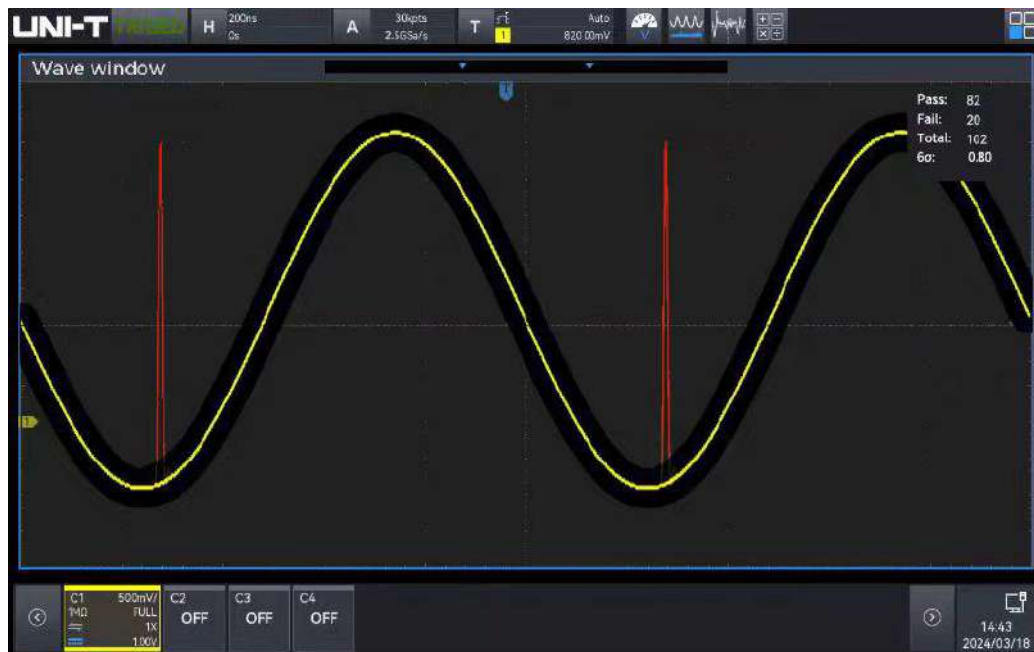 UNI-T TRIGED H 200ns 0s A 30kpts 2.5GSa/s T 1 Auto 820.00mV
Wave window
T
Pass: 82
Fail: 20
Total: 102
6σ: 0.80
1
C1 500mV/
1MΩ FULL
1X
1.00V
C2
OFF
C3
OFF
C4
OFF
14:43
2024/03/18